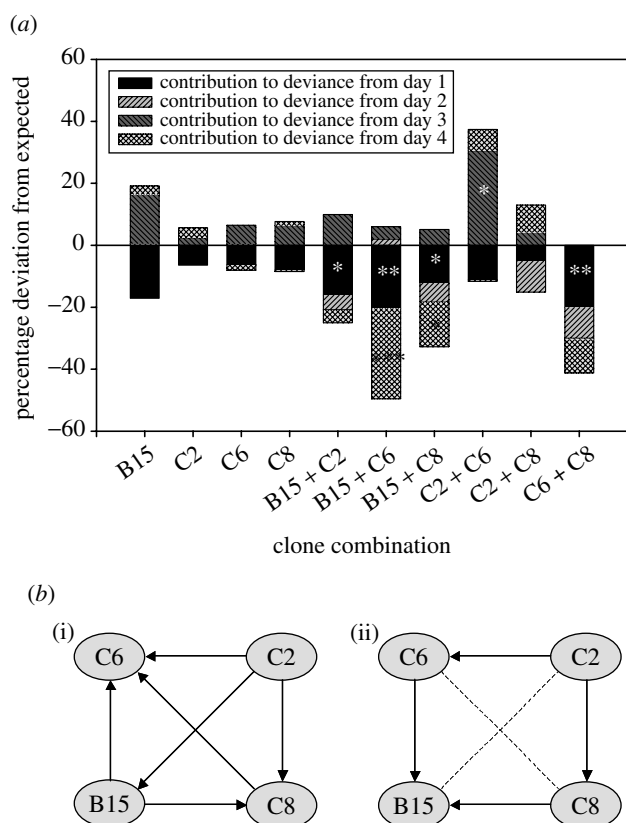 (a)
60
40
20
0
−20
−40
−60
percentage deviation from expected
contribution to deviance from day 1
contribution to deviance from day 2
contribution to deviance from day 3
contribution to deviance from day 4
*
**
***
*
*
*
**
B15
C2
C6
C8
B15 + C2
B15 + C6
B15 + C8
C2 + C6
C2 + C8
C6 + C8
clone combination
(b)
(i)
C6
C2
B15
C8
(ii)
C6
C2
B15
C8